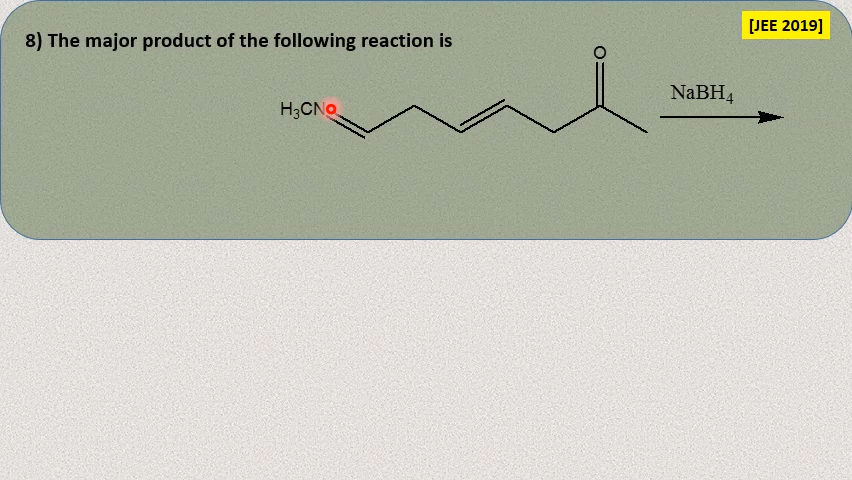 [JEE 2019]
8) The major product of the following reaction is
O
H₃CN
NaBH₄